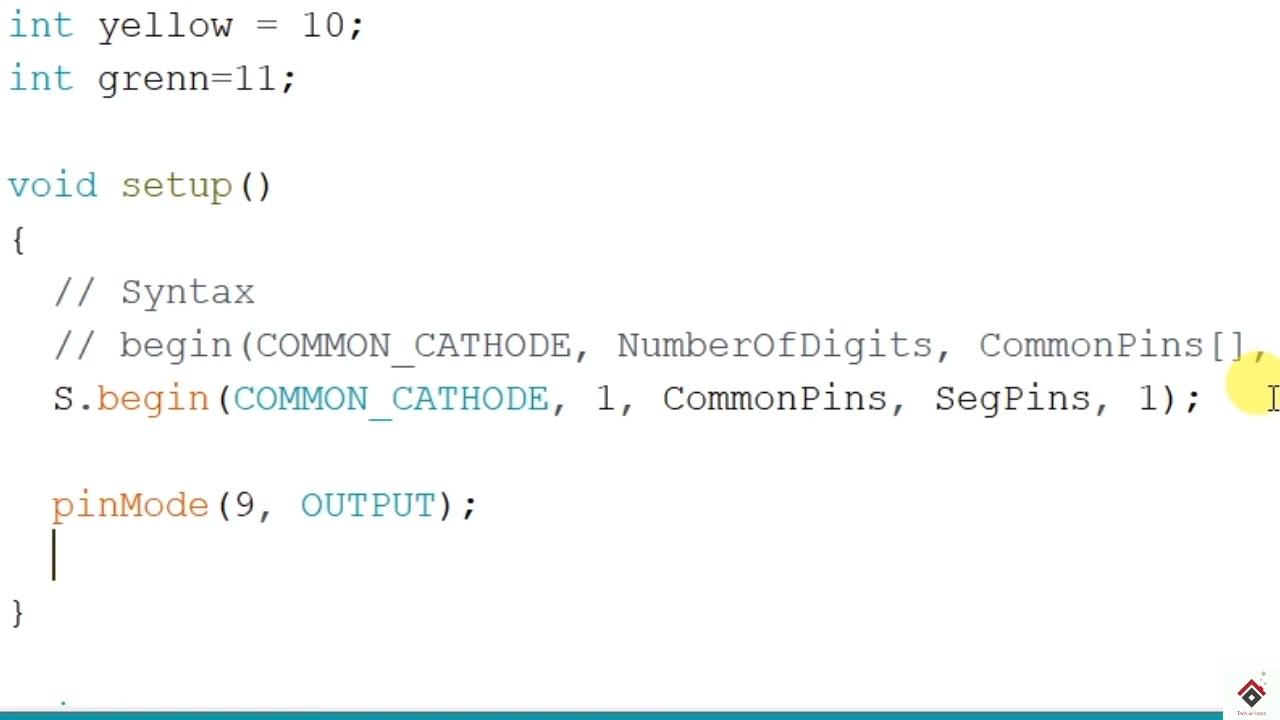 int yellow = 10;
int grenn=11;
void setup()
{
// Syntax
// begin(COMMON_CATHODE, NumberOfDigits, CommonPins[],
S.begin(COMMON_CATHODE, 1, CommonPins, SegPins, 1);
pinMode(9, OUTPUT);
}